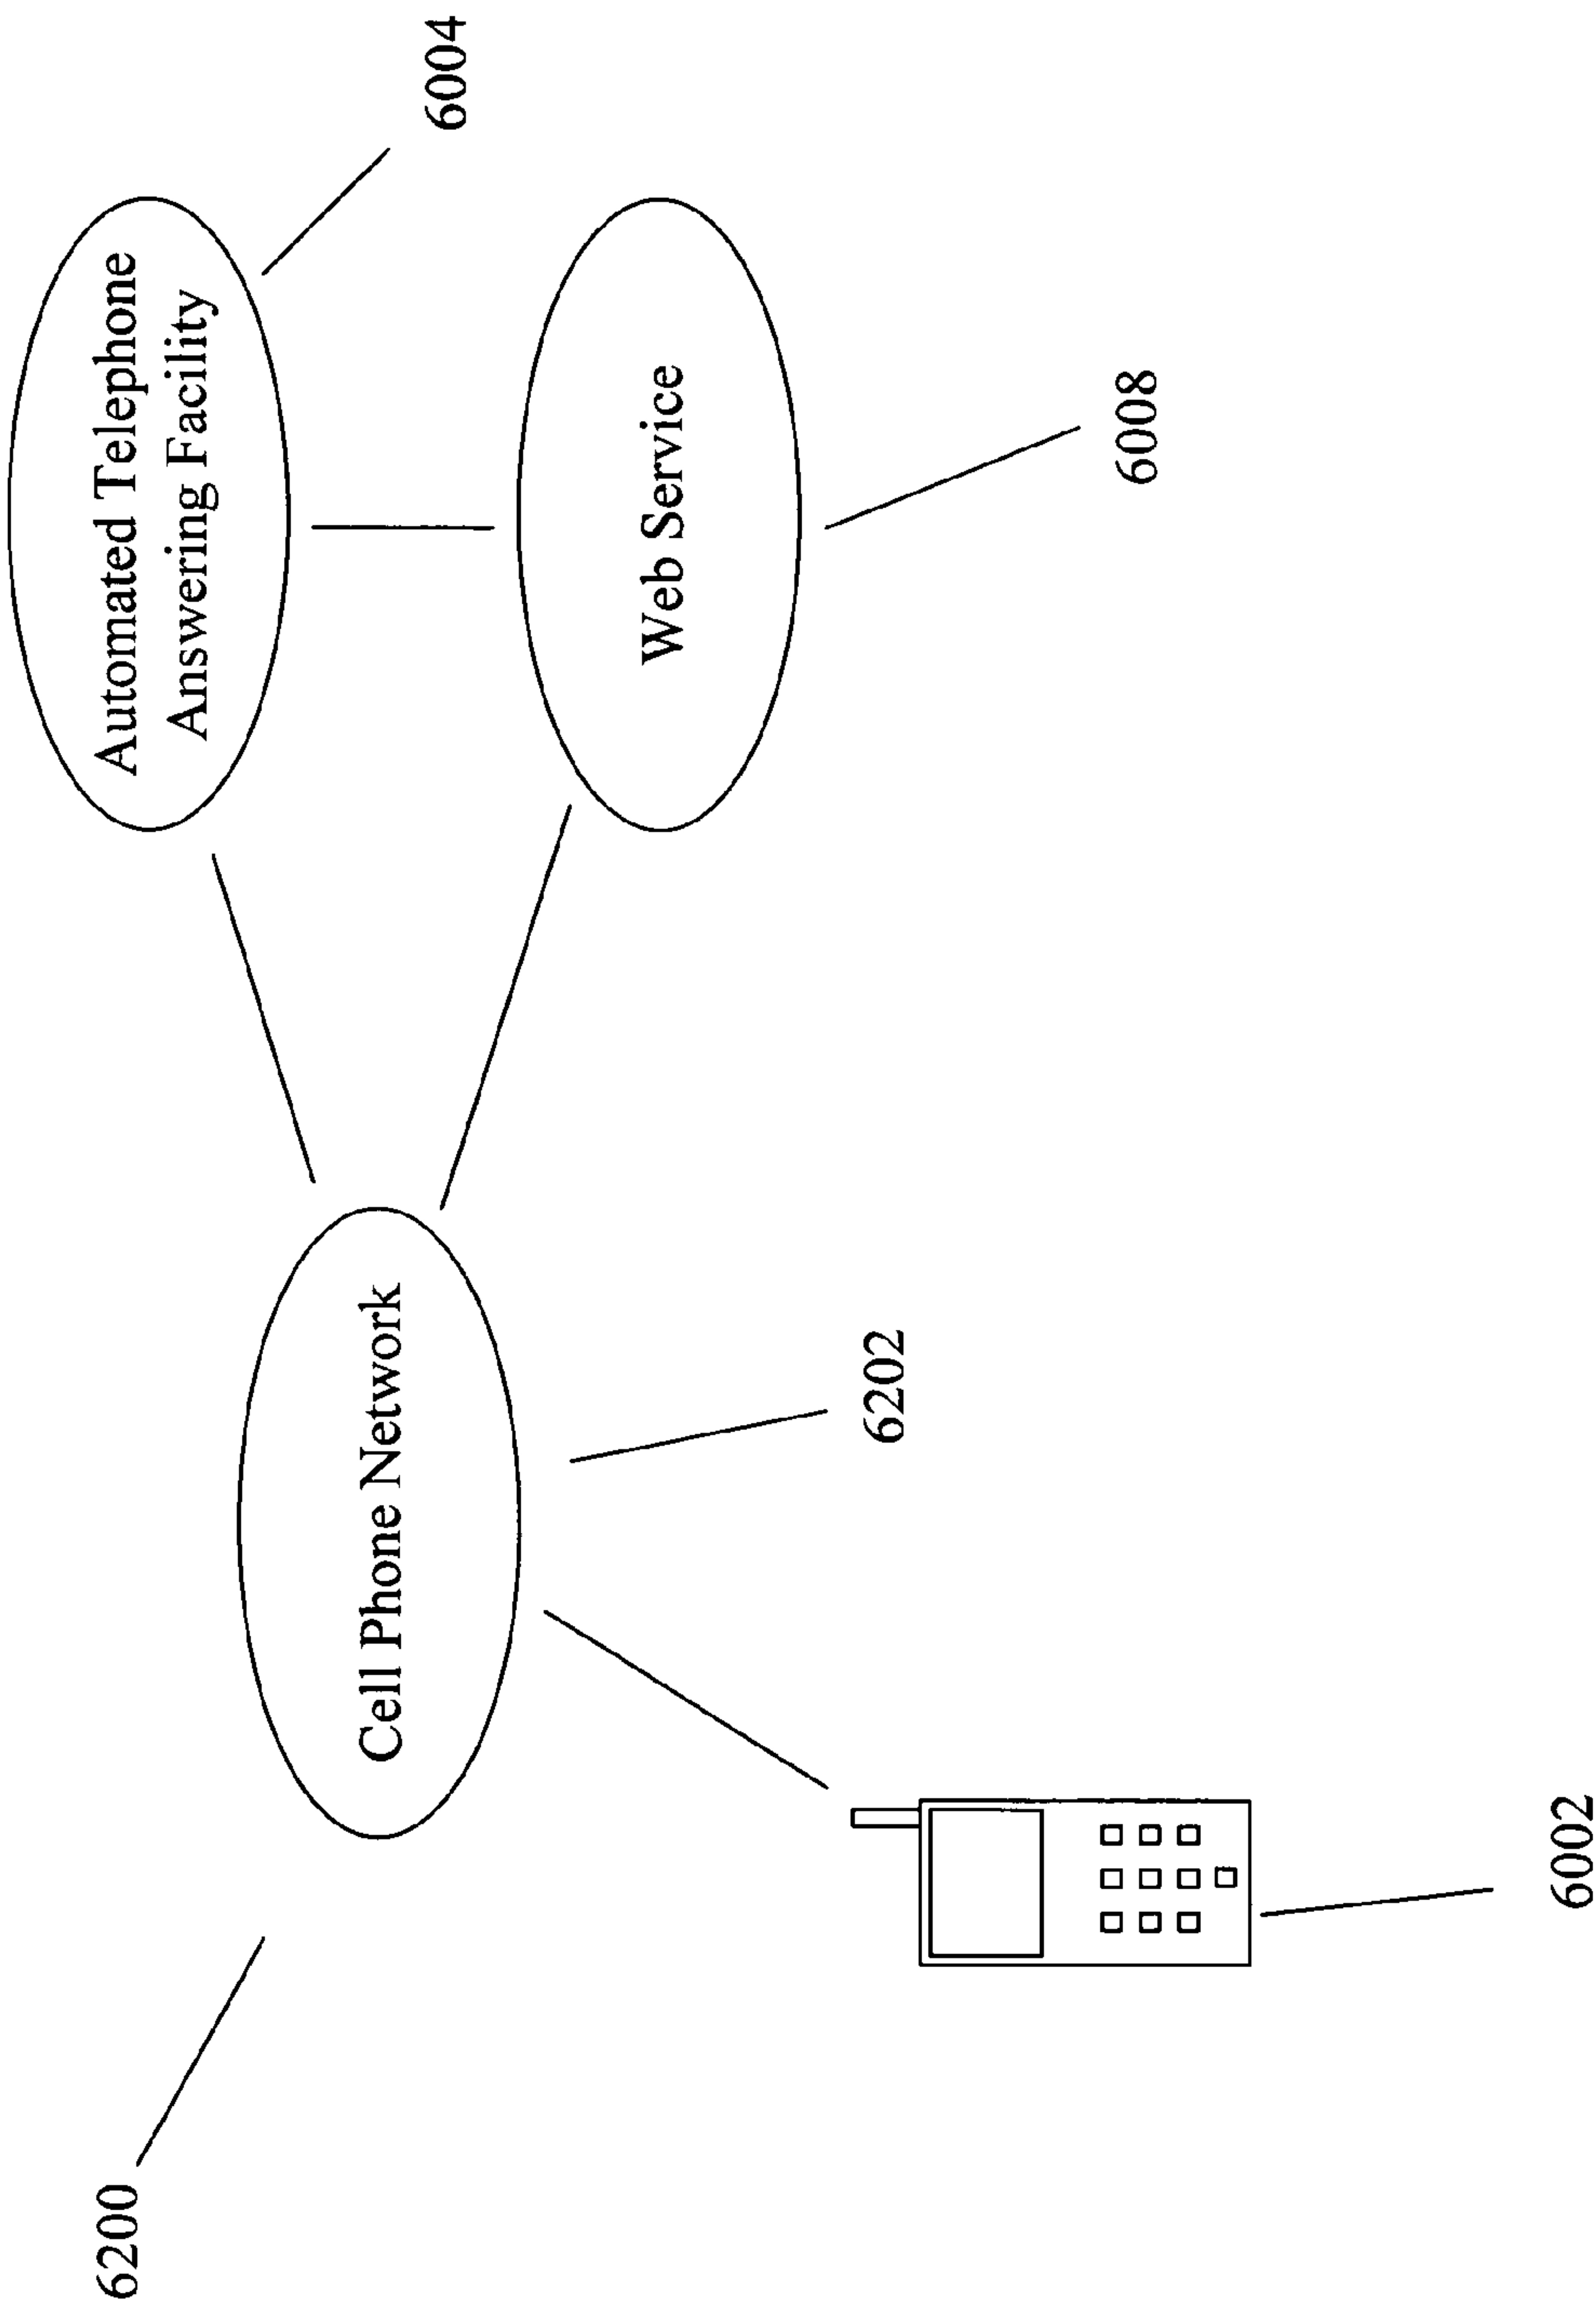 6200
Cell Phone Network
6202
6002
Automated Telephone
Answering Facility
6004
Web Service
6008